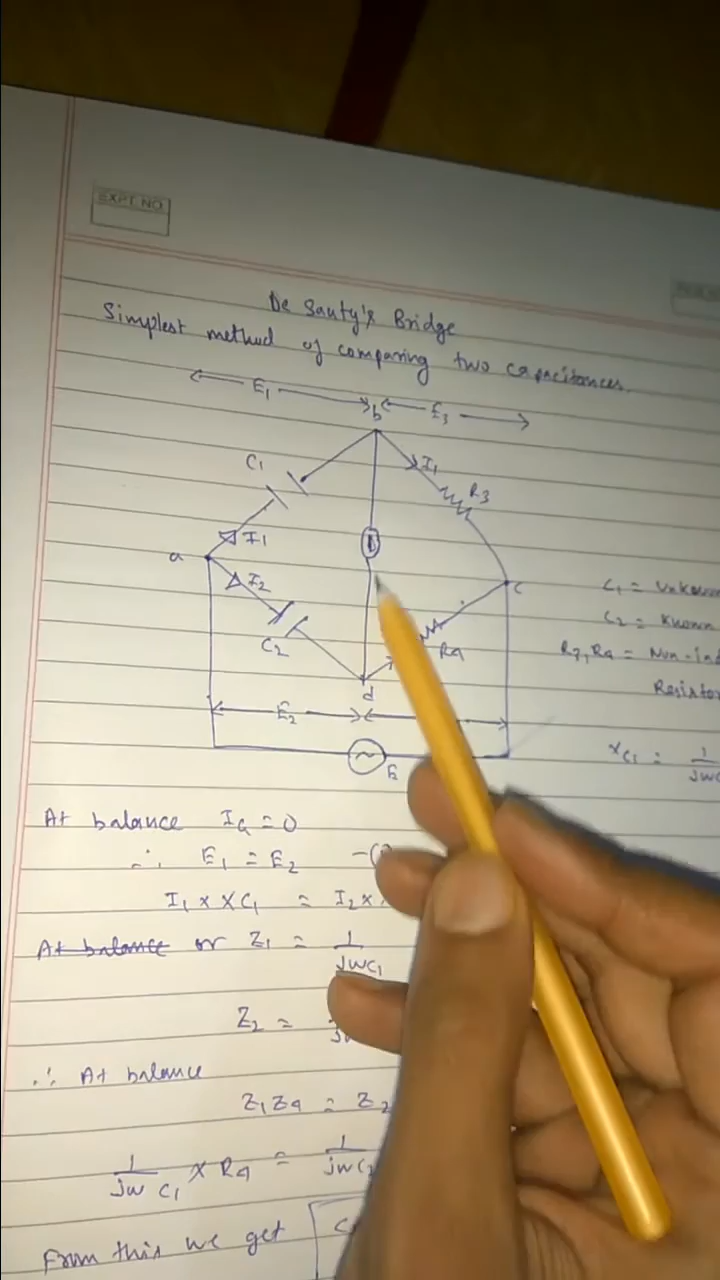 EXPT. NO.
De Sauty's Bridge
Simplest method of comparing two capacitances.
E1
b
E3
C1
I1
R3
a
I1
I2
c
C2
R4
d
E2
E
C1 = Unknown
C2 = Known
R3, R4 = Non-ind
Resistor
XC1 = 1/jwc
At balance IG = 0
∴ E1 = E2
I1 x XC1 = I2 x
At balance or Z1 = 1/jwC1
Z2 =
∴ At balance
Z1Z4 = Z2
1/jw C1 x R4 = 1/jwC2
From this we get